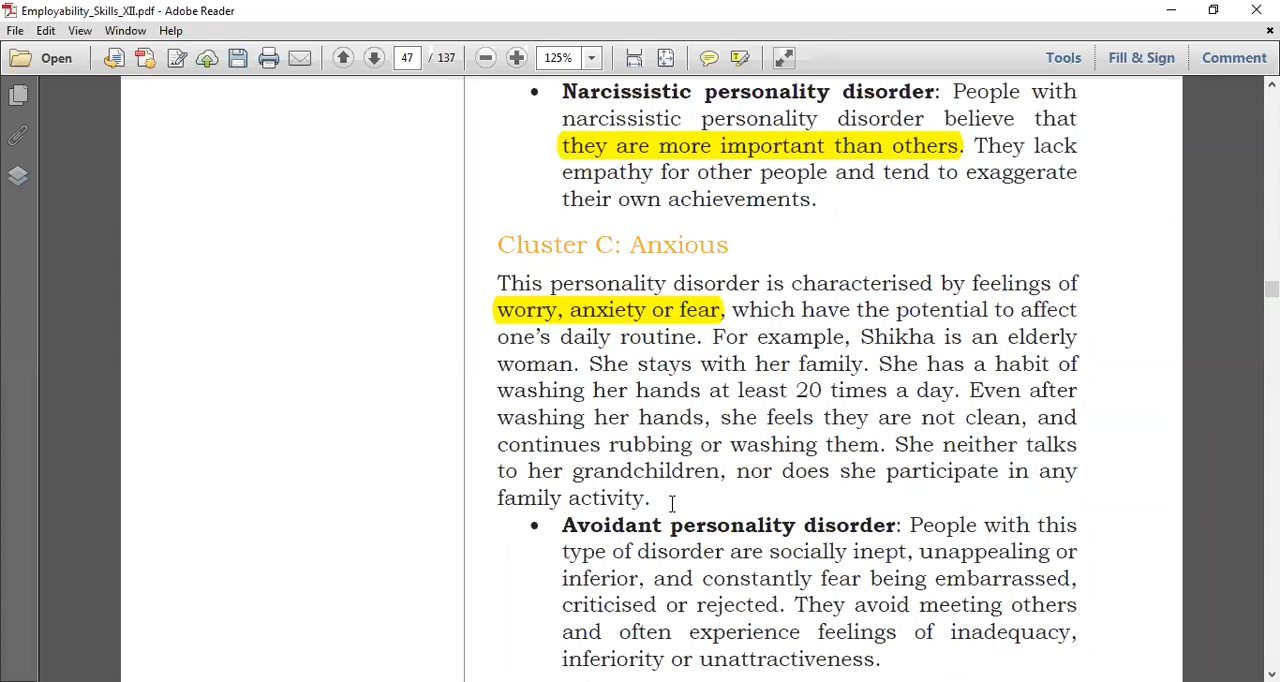 Employability_Skills_XII.pdf - Adobe Reader
File Edit View Window Help
Open 47 / 137 125% Tools Fill & Sign Comment
• Narcissistic personality disorder: People with
narcissistic personality disorder believe that
they are more important than others. They lack
empathy for other people and tend to exaggerate
their own achievements.
Cluster C: Anxious
This personality disorder is characterised by feelings of
worry, anxiety or fear, which have the potential to affect
one’s daily routine. For example, Shikha is an elderly
woman. She stays with her family. She has a habit of
washing her hands at least 20 times a day. Even after
washing her hands, she feels they are not clean, and
continues rubbing or washing them. She neither talks
to her grandchildren, nor does she participate in any
family activity.
• Avoidant personality disorder: People with this
type of disorder are socially inept, unappealing or
inferior, and constantly fear being embarrassed,
criticised or rejected. They avoid meeting others
and often experience feelings of inadequacy,
inferiority or unattractiveness.